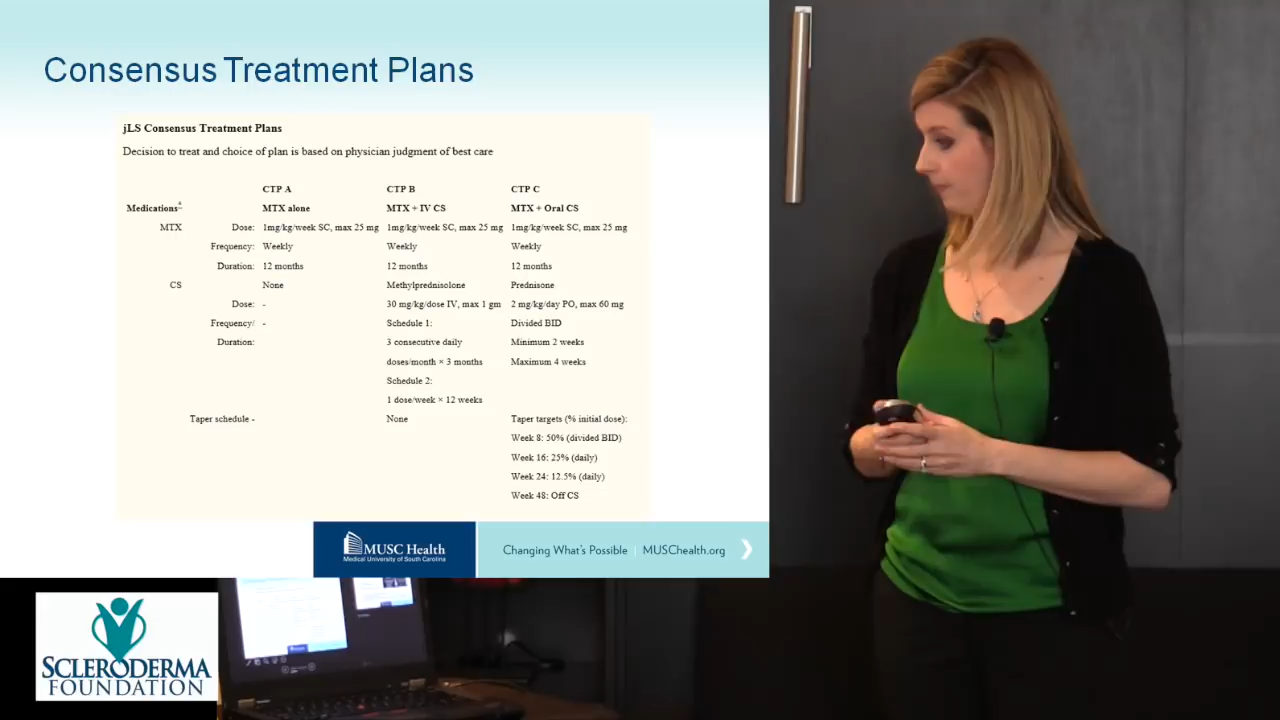 Consensus Treatment Plans
jLS Consensus Treatment Plans
Decision to treat and choice of plan is based on physician judgment of best care
CTP A CTP B CTP C
Medications MTX alone MTX + IV CS MTX + Oral CS
MTX Dose: 1mg/kg/week SC, max 25 mg 1mg/kg/week SC, max 25 mg 1mg/kg/week SC, max 25 mg
Frequency: Weekly Weekly Weekly
Duration: 12 months 12 months 12 months
CS None Methylprednisolone Prednisone
Dose: - 30 mg/kg/dose IV, max 1 gm 2 mg/kg/day PO, max 60 mg
Frequency/ - Schedule 1: Divided BID
Duration: 3 consecutive daily Minimum 2 weeks
doses/month × 3 months Maximum 4 weeks
Schedule 2:
1 dose/week × 12 weeks
Taper schedule - None Taper targets (% initial dose):
Week 8: 50% (divided BID)
Week 16: 25% (daily)
Week 24: 12.5% (daily)
Week 48: Off CS
MUSC Health
Medical University of South Carolina
Changing What's Possible | MUSChealth.org
SCLERODERMA
FOUNDATION